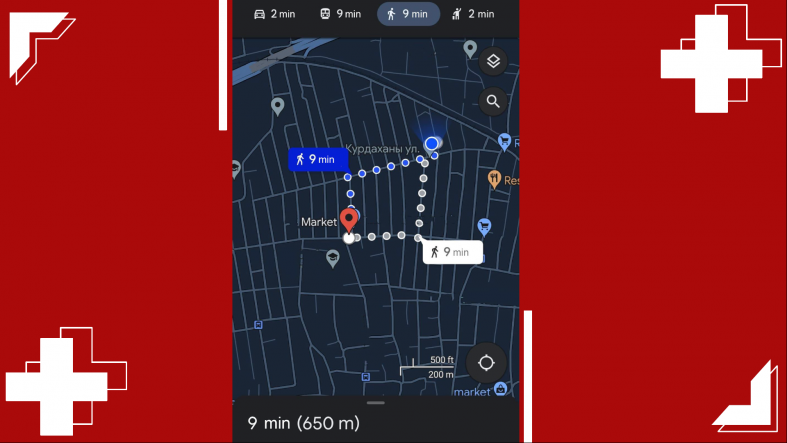 2 min 9 min 9 min 2 min
Курдаханы ул.
R
9 min
Res
Market
9 min
500 ft
200 m
market
9 min (650 m)